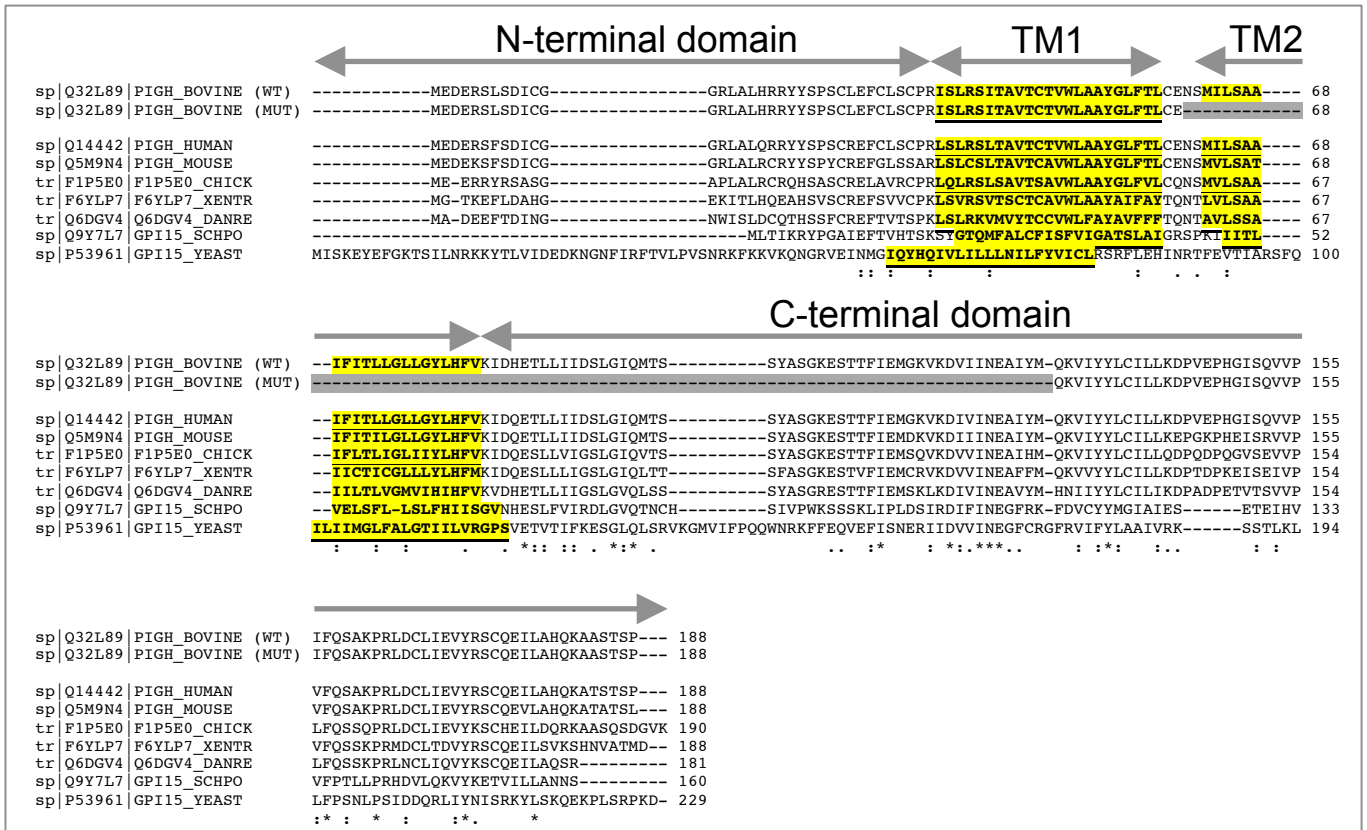 N-terminal domain TM1 TM2
sp|Q32L89|PIGH_BOVINE (WT) ------------MEDERSLSDICG----------------GRLALHRRYYSPSCLEFCLSCPRISLRSITAVTCTVWLAAYGLFTLCENSMILSAA---- 68
sp|Q32L89|PIGH_BOVINE (MUT) ------------MEDERSLSDICG----------------GRLALHRRYYSPSCLEFCLSCPRISLRSITAVTCTVWLAAYGLFTLCE------------ 68
sp|Q14442|PIGH_HUMAN ------------MEDERSFSDICG----------------GRLALQRRYYSPSCREFCLSCPRLSLRSLTAVTCTVWLAAYGLFTLCENSMILSAA---- 68
sp|Q5M9N4|PIGH_MOUSE ------------MEDEKSFSDICG----------------GRLALRCRYYSPYCREFGLSSARLSLCSLTAVTCAVWLAAYGLFTLCENSMVLSAT---- 68
tr|F1P5E0|F1P5E0_CHICK ------------ME-ERRYRSASG----------------APLALRCRQHSASCRELAVRCPRLQLRSLSAVTSAVWLAAYGLFVLCQNSMVLSAA---- 67
tr|F6YLP7|F6YLP7_XENTR ------------MG-TKEFLDAHG----------------EKITLHQEAHSVSCREFSVVCPKLSVRSVTSCTCAVWLAAYAIFAYTQNTLVLSAA---- 67
tr|Q6DGV4|Q6DGV4_DANRE ------------MA-DEEFTDING----------------NWISLDCQTHSSFCREFTVTSPKLSLRKVMVYTCCVWLFAYAVFFFTQNTAVLSSA---- 67
sp|Q9Y7L7|GPI15_SCHPO --------------------------------------------MLTIKRYPGAIEFTVHTSKSYGTQMFALCFISFVIGATSLAIGRSPKIIITL---- 52
sp|P53961|GPI15_YEAST MISKEYEFGKTSILNRKKYTLVIDEDKNGNFIRFTVLPVSNRKFKKVKQNGRVEINMGIQYHQIVLILLLNILFYVICLRSRFLEHINRTFEVTIARSFQ 100
:: : : : : . . :
C-terminal domain
sp|Q32L89|PIGH_BOVINE (WT) --IFITLLGLLGYLHFVKIDHETLLIIDSLGIQMTS----------SYASGKESTTFIEMGKVKDVIINEAIYM-QKVIYYLCILLKDPVEPHGISQVVP 155
sp|Q32L89|PIGH_BOVINE (MUT) ---------------------------------------------------------------------------QKVIYYLCILLKDPVEPHGISQVVP 155
sp|Q14442|PIGH_HUMAN --IFITLLGLLGYLHFVKIDQETLLIIDSLGIQMTS----------SYASGKESTTFIEMGKVKDIVINEAIYM-QKVIYYLCILLKDPVEPHGISQVVP 155
sp|Q5M9N4|PIGH_MOUSE --IFITILGLLGYLHFVKIDQETLLIIDSLGIQMTS----------SYASGKESTTFIEMDKVKDIIINEAIYM-QKVIYYLCILLKEPGKPHEISRVVP 155
tr|F1P5E0|F1P5E0_CHICK --IFLTLIGLIIYLHFVKIDQESLLVIGSLGIQVTS----------SYASGKESTTFIEMSQVKDVVINEAIHM-QKVIYYLCILLQDPQDPQGVSEVVP 154
tr|F6YLP7|F6YLP7_XENTR --IICTICGLLLYLHFMKIDQESLLIIGSLGIQLTT----------SFASGKESTVFIEMCRVKDVVINEAFFM-QKVVYYLCILLKDPTDPKEISEIVP 154
tr|Q6DGV4|Q6DGV4_DANRE --IILTLVGMVIHIHFVKVDHETLLIIGSLGVQLSS----------SYASGRESTTFIEMSKLKDIVINEAVYM-HNIIYYLCILIKDPADPETVTSVVP 154
sp|Q9Y7L7|GPI15_SCHPO --VELSFL-LSLFHIISGVNHESLFVIRDLGVQTNCH---------SIVPWKSSSKLIPLDSIRDIFINEGFRK-FDVCYYMGIAIES-----ETEIHV 133
sp|P53961|GPI15_YEAST ILIIMGLFALGTIILVRGPSVETVTIFKESGLQLSRVKGMVIFPQQWNRKFFEQVEFISNERIIDVVINEGFCRGFRVIFYLAAIVRK------SSTLKL 194
: : : . . *:: :: . :*:* . .. :* : *:.***.. : :*: :.. : :
sp|Q32L89|PIGH_BOVINE (WT) IFQSAKPRLDCLIEVYRSCQEILAHQKAASTSP--- 188
sp|Q32L89|PIGH_BOVINE (MUT) IFQSAKPRLDCLIEVYRSCQEILAHQKAASTSP--- 188
sp|Q14442|PIGH_HUMAN VFQSAKPRLDCLIEVYRSCQEILAHQKATSTSP--- 188
sp|Q5M9N4|PIGH_MOUSE VFQSAKPRLDCLIEVYRSCQEVLAHQKATATSL--- 188
tr|F1P5E0|F1P5E0_CHICK LFQSSQPRLDCLIEVYKSCHEILDQRKAASQSDGVK 190
tr|F6YLP7|F6YLP7_XENTR VFQSSKPRMDCLTDVYRSCQEILSVKSHNVATMD-- 188
tr|Q6DGV4|Q6DGV4_DANRE LFQSSKPRLNCLIQVYKSCQEILAQSR--------- 181
sp|Q9Y7L7|GPI15_SCHPO VFPTLLPRHDVLQKVYKETVILLANNS--------- 160
sp|P53961|GPI15_YEAST LFPSNLPSIDDQRLIYNISRKYLSKQEKPLSRPKD- 229
:* : * : :*. *